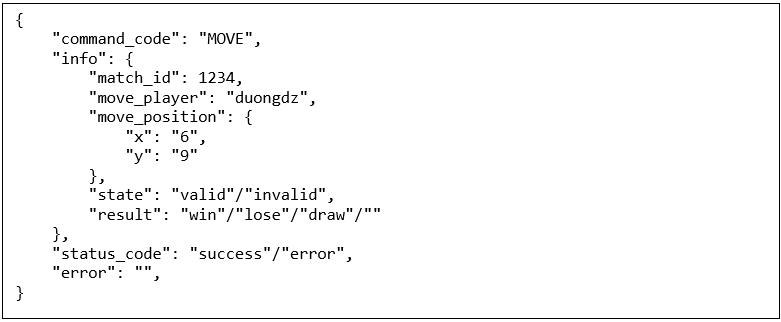 {
    "command_code": "MOVE",
    "info": {
        "match_id": 1234,
        "move_player": "duongdz",
        "move_position": {
            "x": "6",
            "y": "9"
        },
        "state": "valid"/"invalid",
        "result": "win"/"lose"/"draw"/""
    },
    "status_code": "success"/"error",
    "error": "",
}